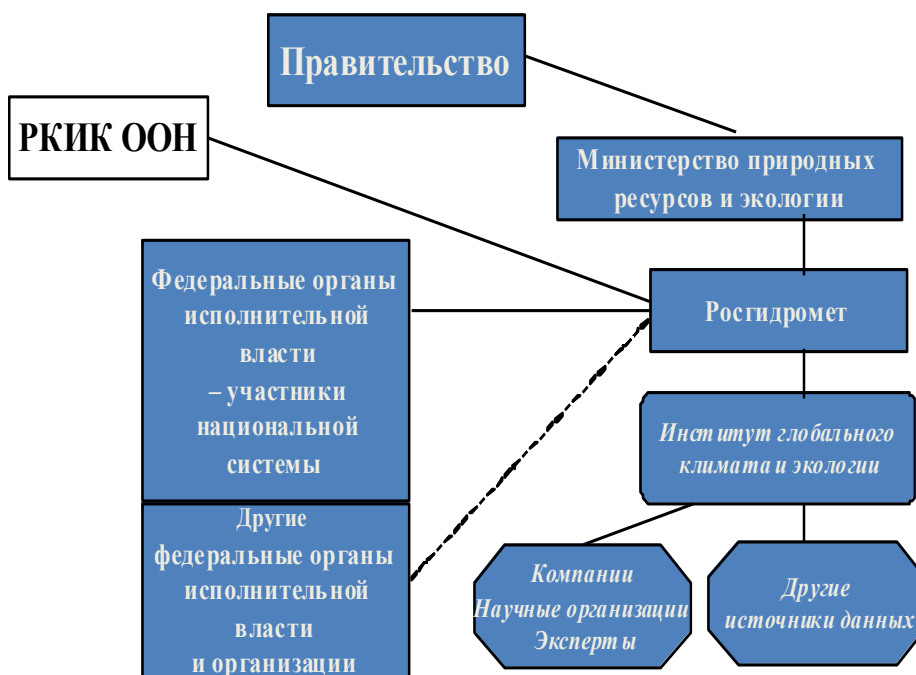 Правительство
РКИК ООН
Министерство природных
ресурсов и экологии
Федеральные органы
исполнительной
власти
– участники
национальной
системы
Росгидромет
Институт глобального
климата и экологии
Другие
федеральные органы
исполнительной
власти
и организации
Компании
Научные организации
Эксперты
Другие
источники данных